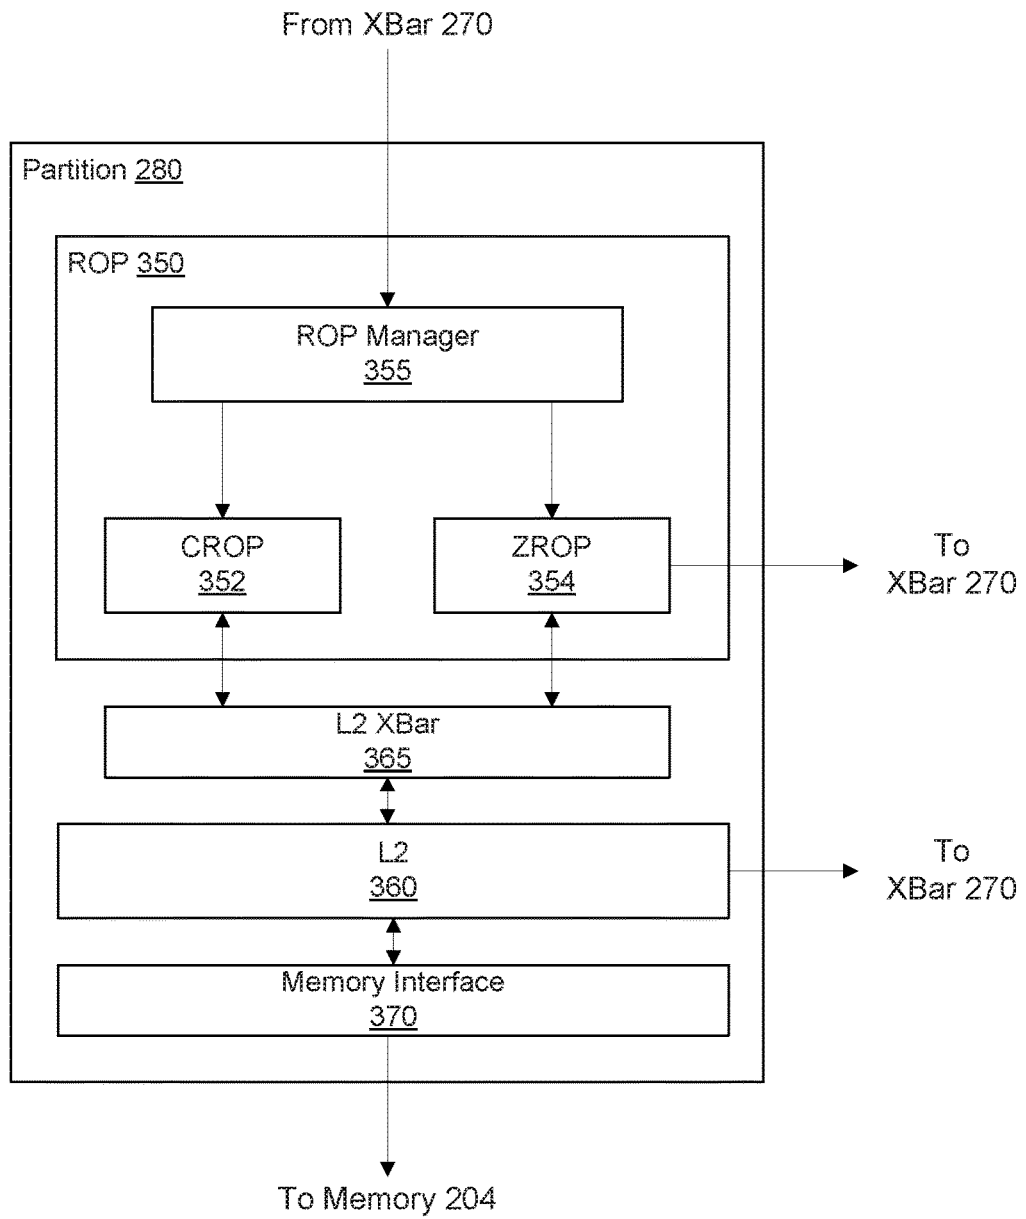 From XBar 270
Partition 280
ROP 350
ROP Manager
355
CROP
352
ZROP
354
To
XBar 270
L2 XBar
365
L2
360
To
XBar 270
Memory Interface
370
To Memory 204